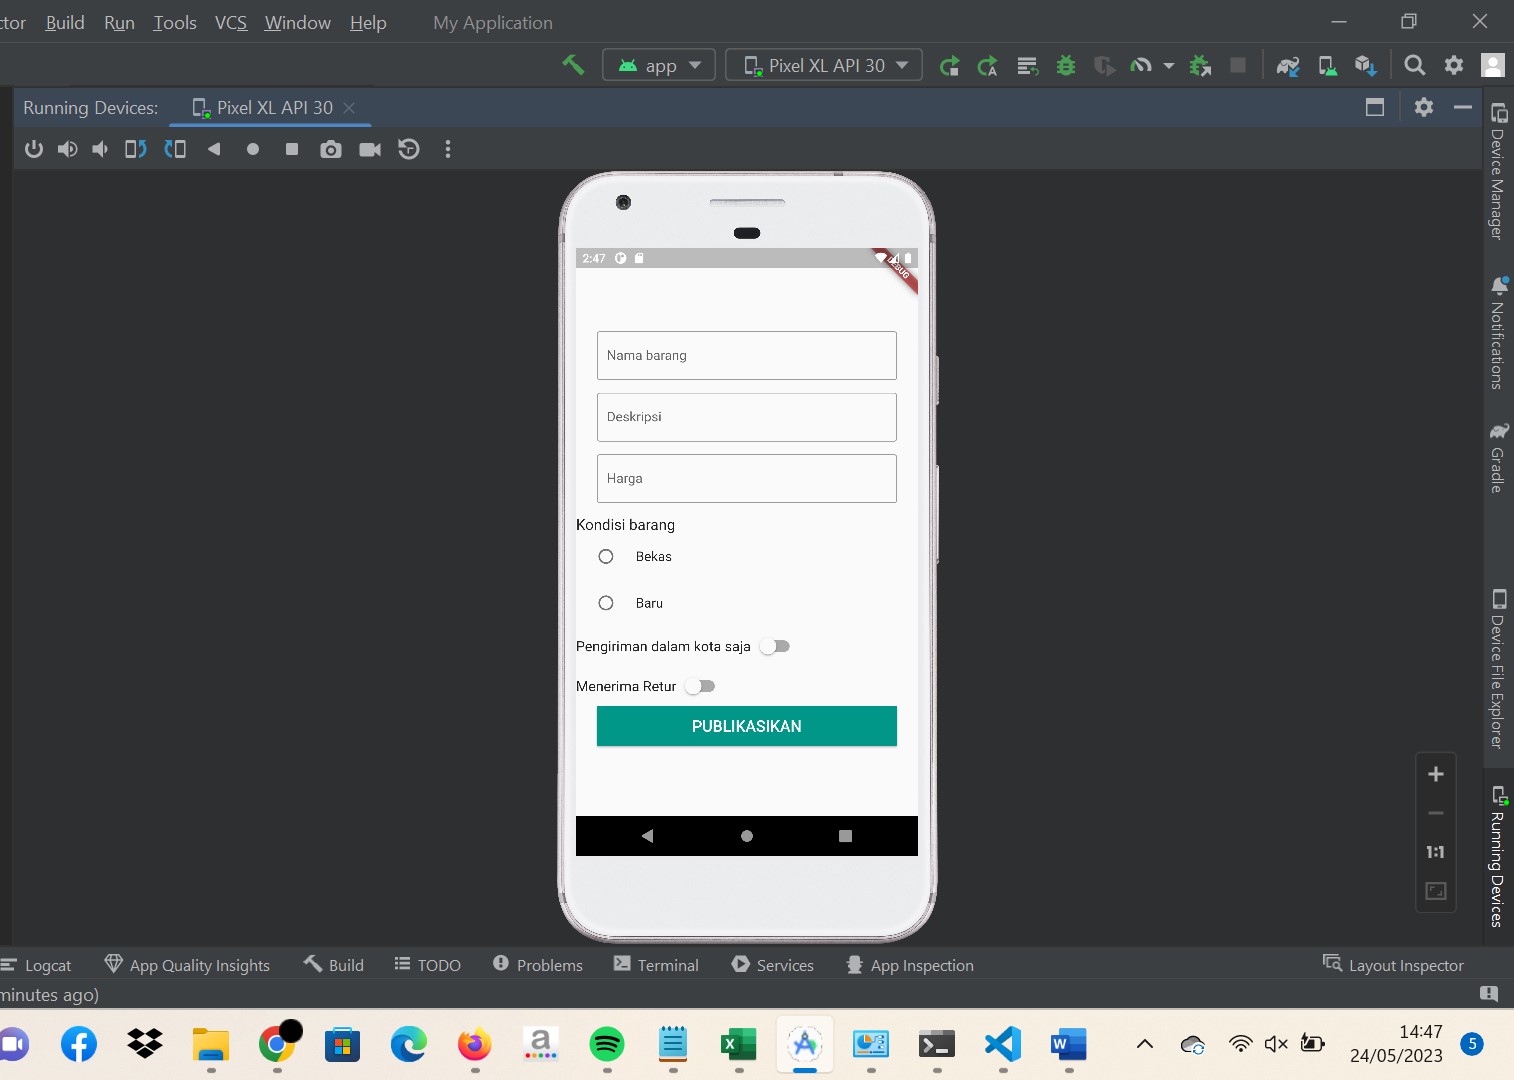 ctor Build Run Tools VCS Window Help My Application
app Pixel XL API 30
Running Devices: Pixel XL API 30
2:47
DEBUG
Nama barang
Deskripsi
Harga
Kondisi barang
Bekas
Baru
Pengiriman dalam kota saja
Menerima Retur
PUBLIKASIKAN
Device Manager
Notifications
Gradle
Device File Explorer
Running Devices
1:1
Logcat App Quality Insights Build TODO Problems Terminal Services App Inspection Layout Inspector
minutes ago)
14:47
24/05/2023
5